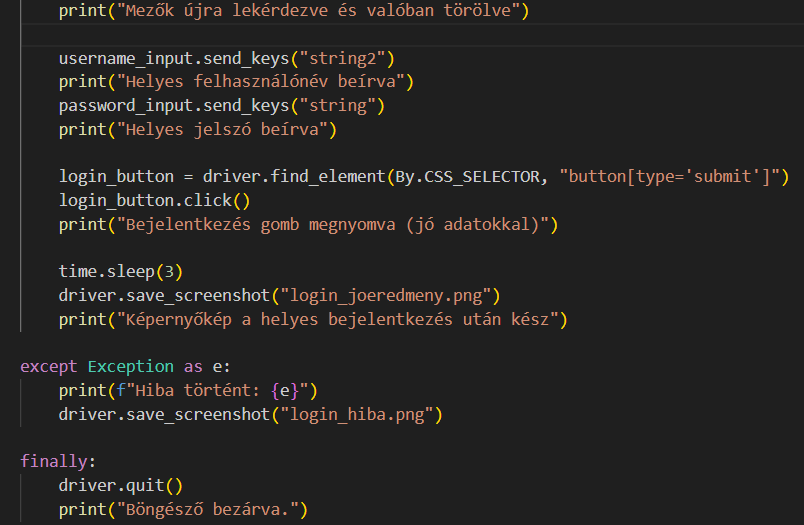 print("Mezők újra lekérdezve és valóban törölve")
username_input.send_keys("string2")
print("Helyes felhasználónév beírva")
password_input.send_keys("string")
print("Helyes jelszó beírva")
login_button = driver.find_element(By.CSS_SELECTOR, "button[type='submit']")
login_button.click()
print("Bejelentkezés gomb megnyomva (jó adatokkal)")
time.sleep(3)
driver.save_screenshot("login_joeredmeny.png")
print("Képernyőkép a helyes bejelentkezés után kész")
except Exception as e:
print(f"Hiba történt: {e}")
driver.save_screenshot("login_hiba.png")
finally:
driver.quit()
print("Böngésző bezárva.")